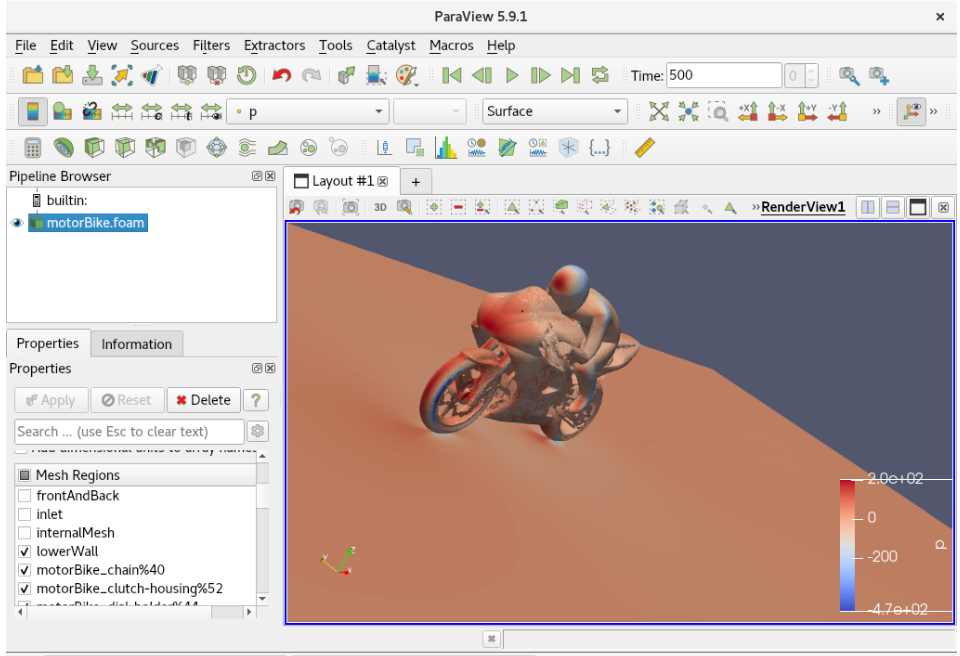 ParaView 5.9.1
File Edit View Sources Filters Extractors Tools Catalyst Macros Help
Time: 500 0
p Surface
+X -X +Y -Y
Pipeline Browser
Layout #1 +
builtin:
motorBike.foam
3D
RenderView1
Properties Information
Properties
Apply Reset Delete ?
Search ... (use Esc to clear text)
Add dimensional units to array names
Mesh Regions
frontAndBack
inlet
internalMesh
lowerWall
motorBike_chain%40
motorBike_clutch-housing%52
motorBike_dial-holder%44
2.0e+02
0
-200
-4.7e+02
p
Y Z X